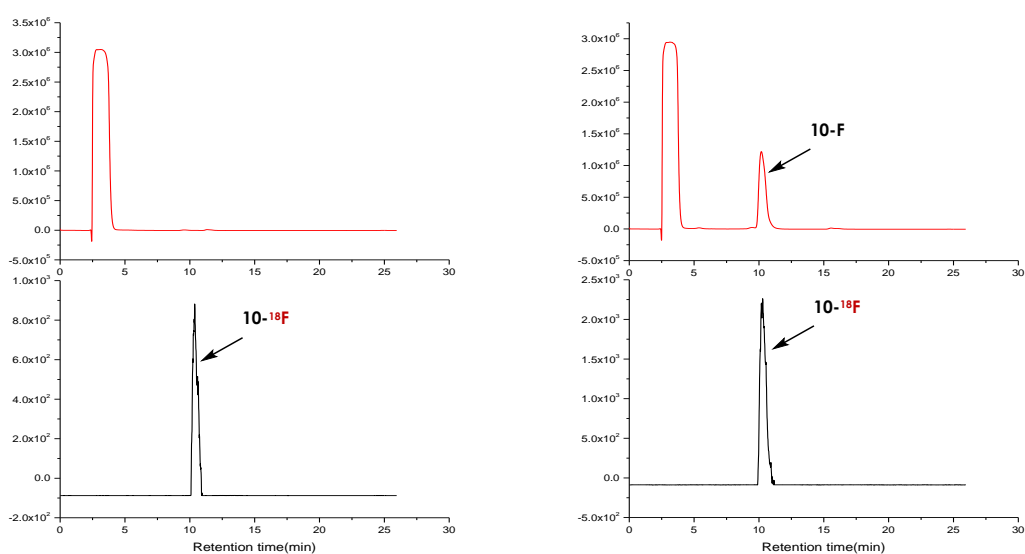 3.5x10⁶
3.0x10⁶
2.5x10⁶
2.0x10⁶
1.5x10⁶
1.0x10⁶
5.0x10⁵
0.0
-5.0x10⁵
0 5 10 15 20 25 30
1.0x10³
8.0x10²
6.0x10²
4.0x10²
2.0x10²
0.0
-2.0x10²
10-¹⁸F
0 5 10 15 20 25 30
Retention time(min)
3.0x10⁶
2.5x10⁶
2.0x10⁶
1.5x10⁶
1.0x10⁶
5.0x10⁵
0.0
-5.0x10⁵
10-F
0 5 10 15 20 25 30
2.5x10³
2.0x10³
1.5x10³
1.0x10³
5.0x10²
0.0
-5.0x10²
10-¹⁸F
0 5 10 15 20 25 30
Retention time(min)